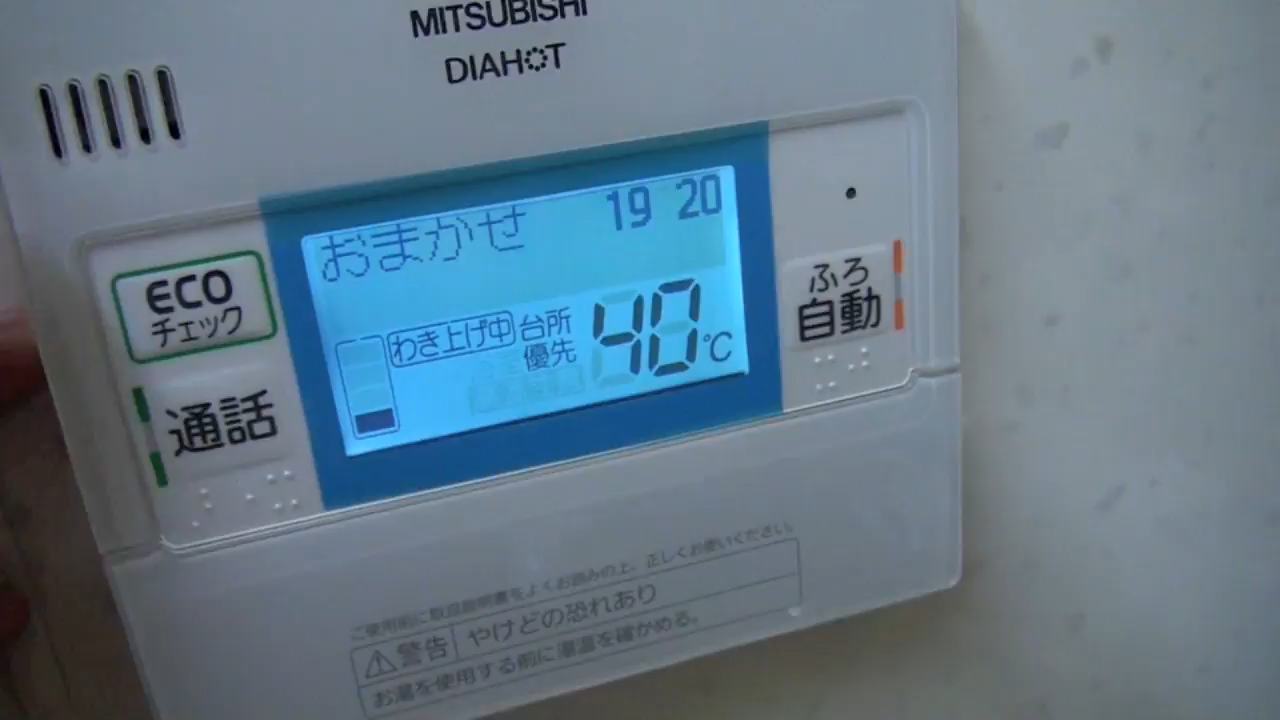 MITSUBISHI
DIAHOT
おまかせ 19 20
わき上げ中 台所優先 40℃
ECO
チェック
通話
ふろ
自動
ご使用前に取扱説明書をよくお読みの上、正しくお使いください。
警告 やけどの恐れあり
お湯を使用する前に湯温を確かめる。